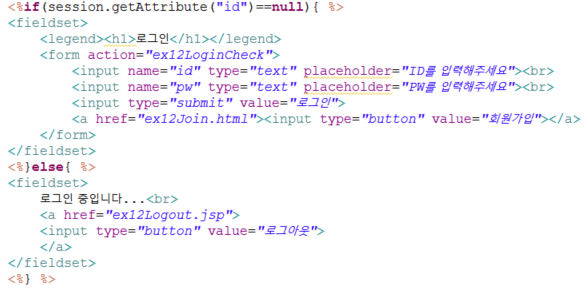 <%if(session.getAttribute("id")==null){ %>
<fieldset>
    <legend><h1>로그인</h1></legend>
    <form action="ex12LoginCheck">
        <input name="id" type="text" placeholder="ID를 입력해주세요"><br>
        <input name="pw" type="text" placeholder="PW를 입력해주세요"><br>
        <input type="submit" value="로그인">
        <a href="ex12Join.html"><input type="button" value="회원가입"></a>
    </form>
</fieldset>
<%}else{ %>
<fieldset>
    로그인 중입니다...<br>
    <a href="ex12Logout.jsp">
    <input type="button" value="로그아웃">
    </a>
</fieldset>
<%} %>